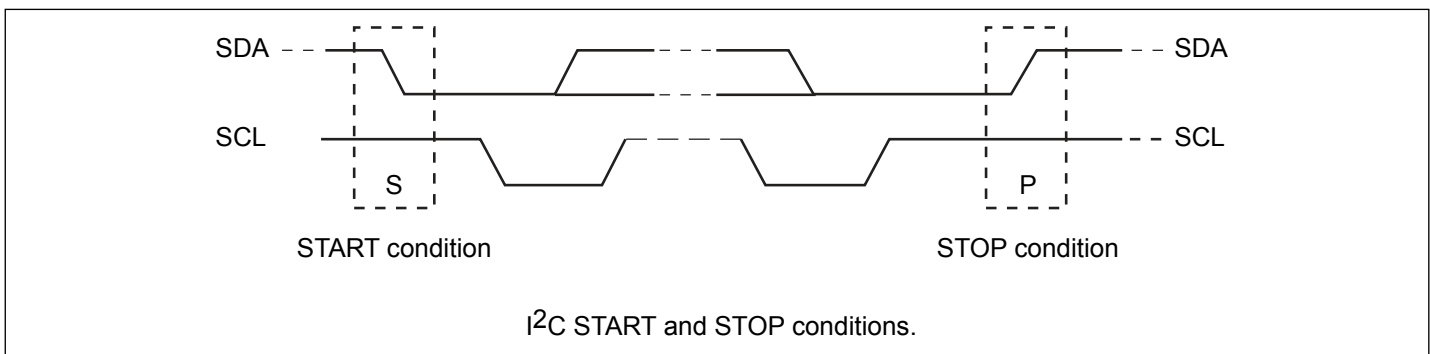 SDA SDA
SCL SCL
S P
START condition STOP condition
I²C START and STOP conditions.